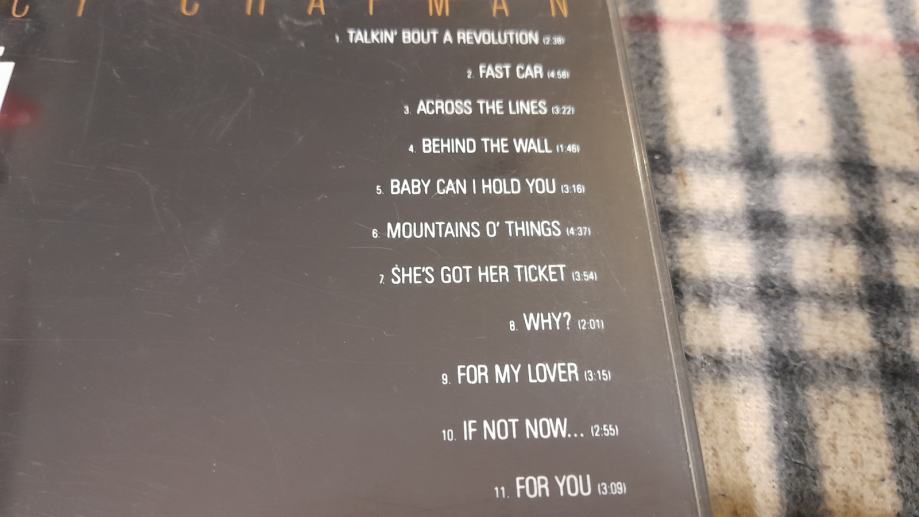 CY CHAPMAN
1. TALKIN' BOUT A REVOLUTION (2:38)
2. FAST CAR (4:58)
3. ACROSS THE LINES (3:22)
4. BEHIND THE WALL (1:46)
5. BABY CAN I HOLD YOU (3:16)
6. MOUNTAINS O' THINGS (4:37)
7. SHE'S GOT HER TICKET (3:54)
8. WHY? (2:01)
9. FOR MY LOVER (3:15)
10. IF NOT NOW... (2:55)
11. FOR YOU (3:09)